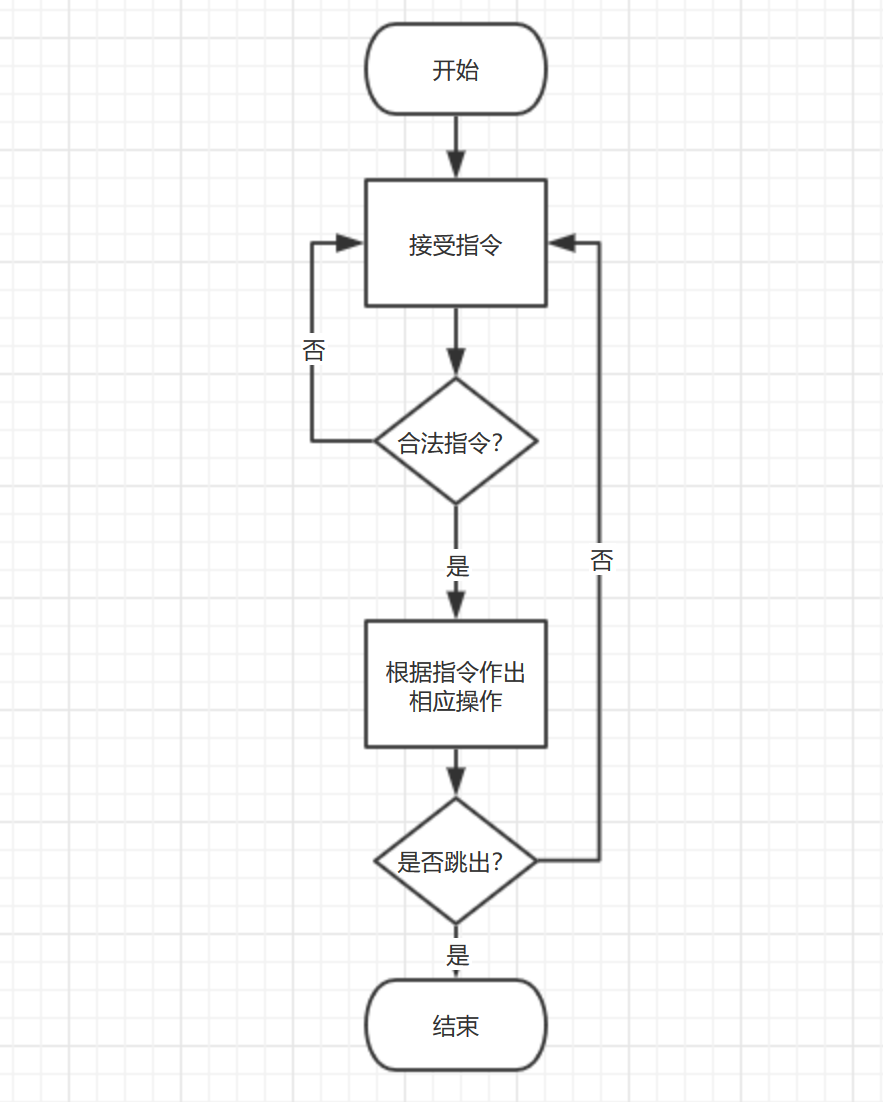 开始
接受指令
否
合法指令?
是
否
根据指令作出
相应操作
是否跳出?
是
结束